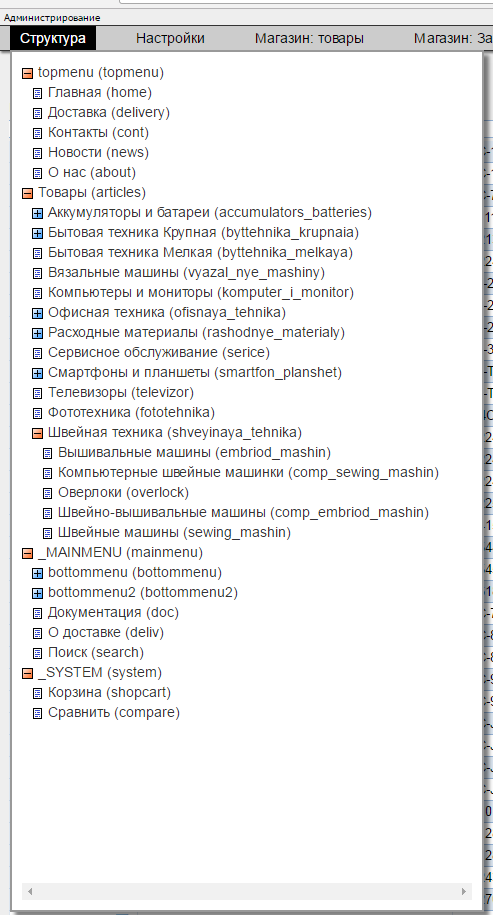 Администрирование
Структура Настройки Магазин: товары Магазин: За
topmenu (topmenu)
Главная (home)
Доставка (delivery)
Контакты (cont)
Новости (news)
О нас (about)
Товары (articles)
Аккумуляторы и батареи (accumulators_batteries)
Бытовая техника Крупная (byttehnika_krupnaia)
Бытовая техника Мелкая (byttehnika_melkaya)
Вязальные машины (vyazal_nye_mashiny)
Компьютеры и мониторы (komputer_i_monitor)
Офисная техника (ofisnaya_tehnika)
Расходные материалы (rashodnye_materialy)
Сервисное обслуживание (serice)
Смартфоны и планшеты (smartfon_planshet)
Телевизоры (televizor)
Фототехника (fototehnika)
Швейная техника (shveyinaya_tehnika)
Вышивальные машины (embriod_mashin)
Компьютерные швейные машинки (comp_sewing_mashin)
Оверлоки (overlock)
Швейно-вышивальные машины (comp_embriod_mashin)
Швейные машины (sewing_mashin)
_MAINMENU (mainmenu)
bottommenu (bottommenu)
bottommenu2 (bottommenu2)
Документация (doc)
О доставке (deliv)
Поиск (search)
_SYSTEM (system)
Корзина (shopcart)
Сравнить (compare)